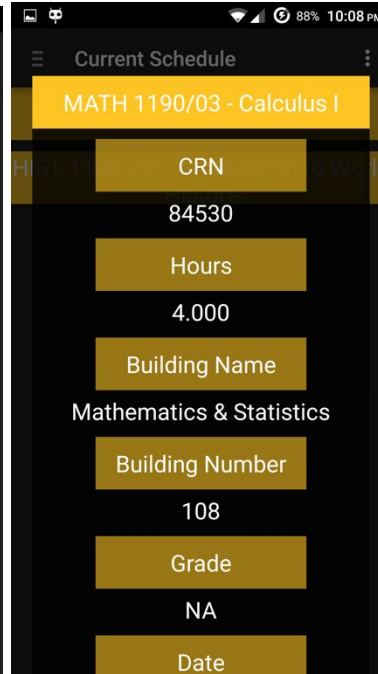 88% 10:08 PM
Current Schedule
MATH 1190/03 - Calculus I
CRN
84530
Hours
4.000
Building Name
Mathematics & Statistics
Building Number
108
Grade
NA
Date